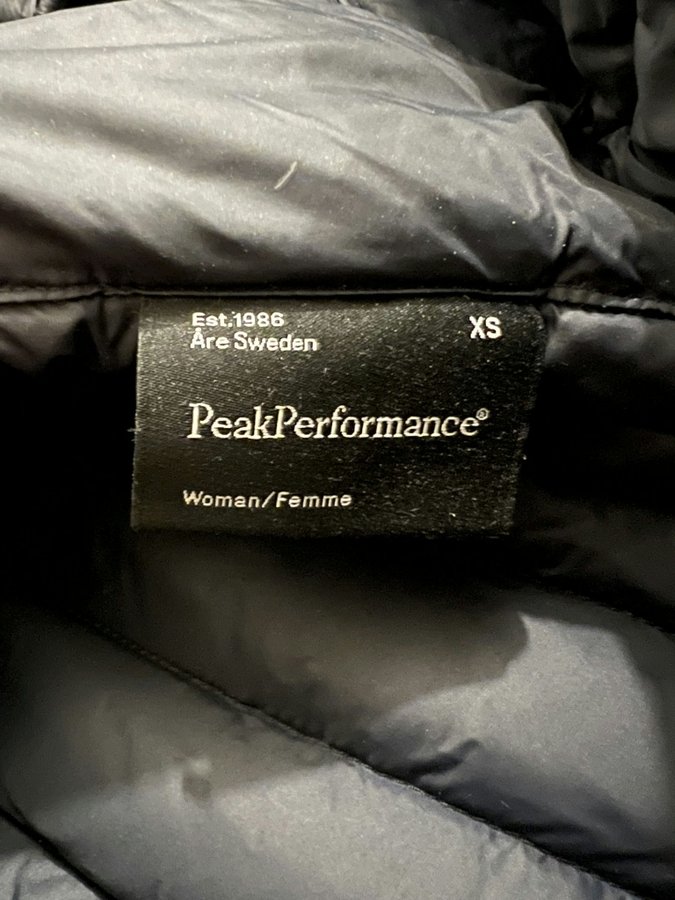 Est.1986
Åre Sweden
XS
PeakPerformance®
Woman/Femme